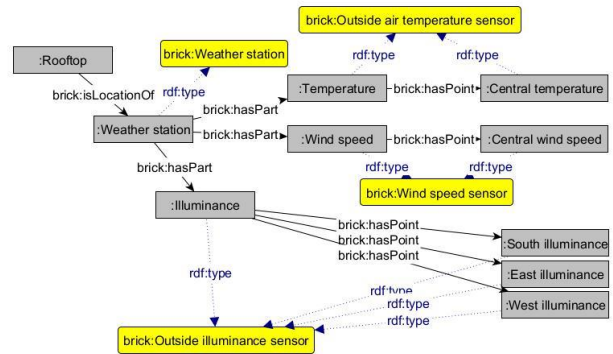 brick:Outside air temperature sensor
:Rooftop
brick:Weather station
rdf:type
rdf:type
rdf:type
brick:isLocationOf
:Temperature
brick:hasPoint
:Central temperature
brick:hasPart
:Weather station
brick:hasPart
:Wind speed
brick:hasPoint
:Central wind speed
brick:hasPart
rdf:type
rdf:type
brick:Wind speed sensor
:Illuminance
brick:hasPoint
brick:hasPoint
brick:hasPoint
:South illuminance
:East illuminance
:West illuminance
rdf:type
rdf:type
rdf:type
rdf:type
brick:Outside illuminance sensor